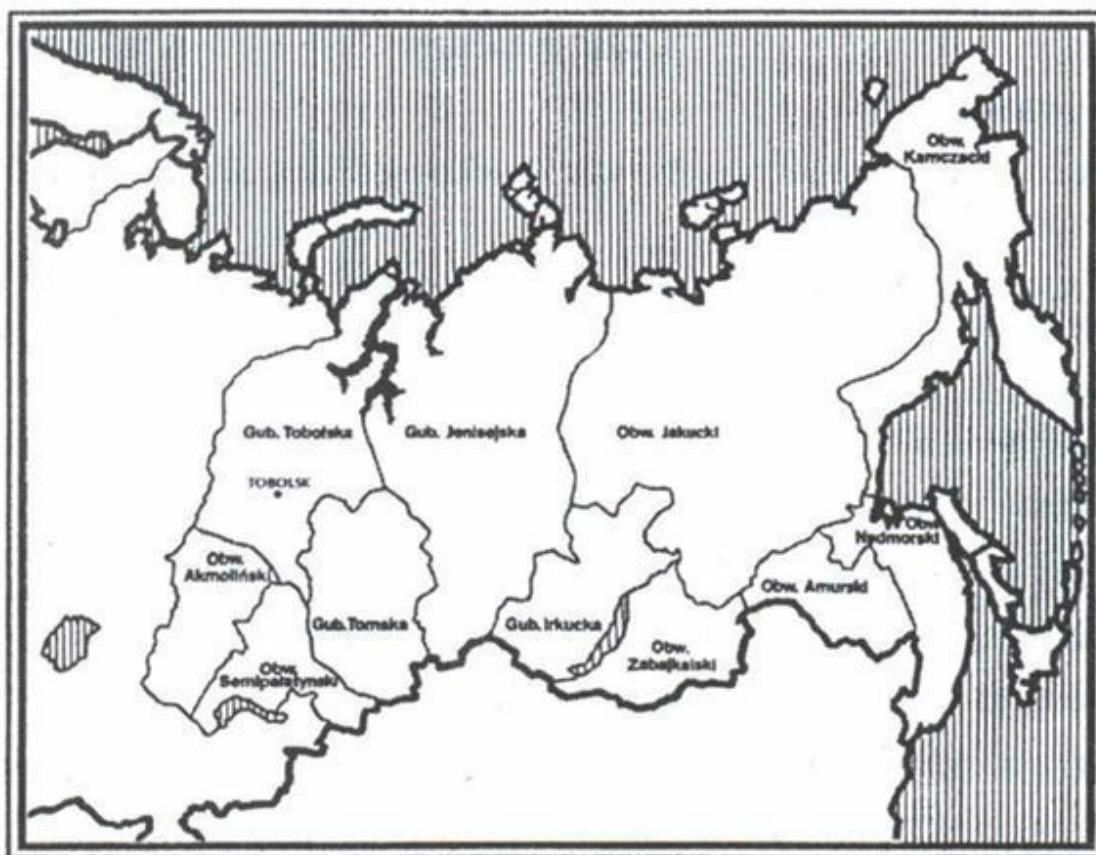 Obw.
Kamczacki
Gub. Tobolska
Gub. Jenisejska
Obw. Jakucki
TOBOLSK
Obw.
Nadmorski
Obw.
Akmoliński
Obw. Amurski
Gub. Tomska
Gub. Irkucka
Obw.
Zabajkalski
Obw.
Semipałatyński